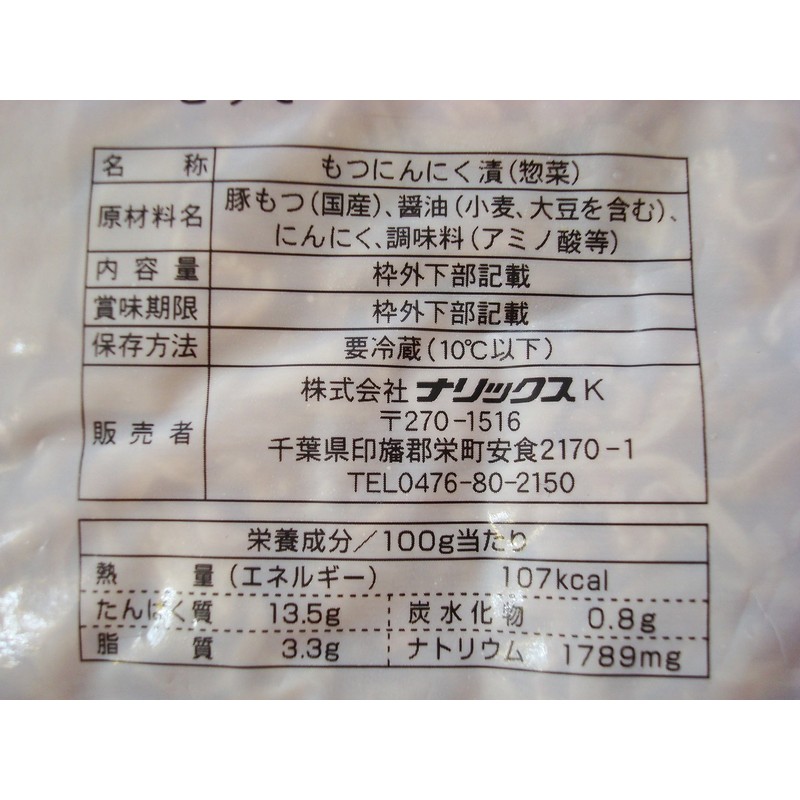 名称 もつにんにく漬(惣菜)
原材料名 豚もつ(国産)、醤油(小麦、大豆を含む)、
にんにく、調味料(アミノ酸等)
内容量 枠外下部記載
賞味期限 枠外下部記載
保存方法 要冷蔵(10℃以下)
販売者 株式会社 ナリックス K
〒270-1516
千葉県印旛郡栄町安食2170-1
TEL0476-80-2150
栄養成分/100g当たり
熱量(エネルギー) 107kcal
たんぱく質 13.5g 炭水化物 0.8g
脂質 3.3g ナトリウム 1789mg